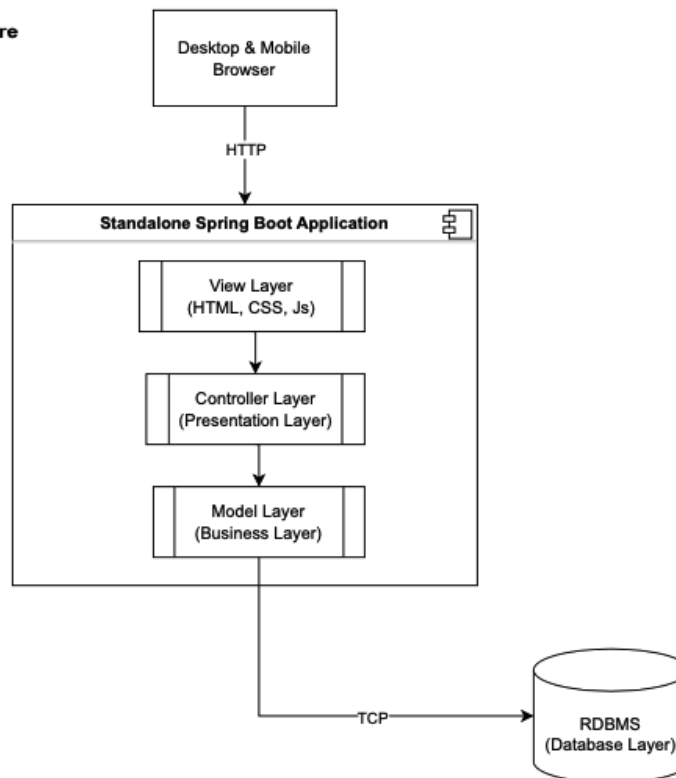 re
Desktop & Mobile
Browser
HTTP
Standalone Spring Boot Application
View Layer
(HTML, CSS, Js)
Controller Layer
(Presentation Layer)
Model Layer
(Business Layer)
TCP
RDBMS
(Database Layer)